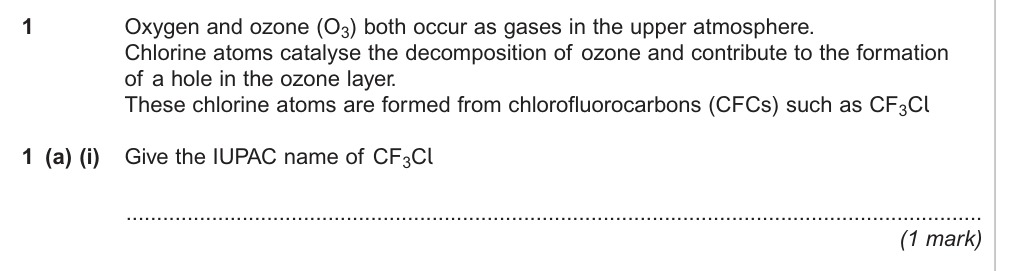 1 Oxygen and ozone (O₃) both occur as gases in the upper atmosphere.
Chlorine atoms catalyse the decomposition of ozone and contribute to the formation
of a hole in the ozone layer.
These chlorine atoms are formed from chlorofluorocarbons (CFCs) such as CF₃Cl
1 (a) (i) Give the IUPAC name of CF₃Cl
................................................................................................................................................
(1 mark)